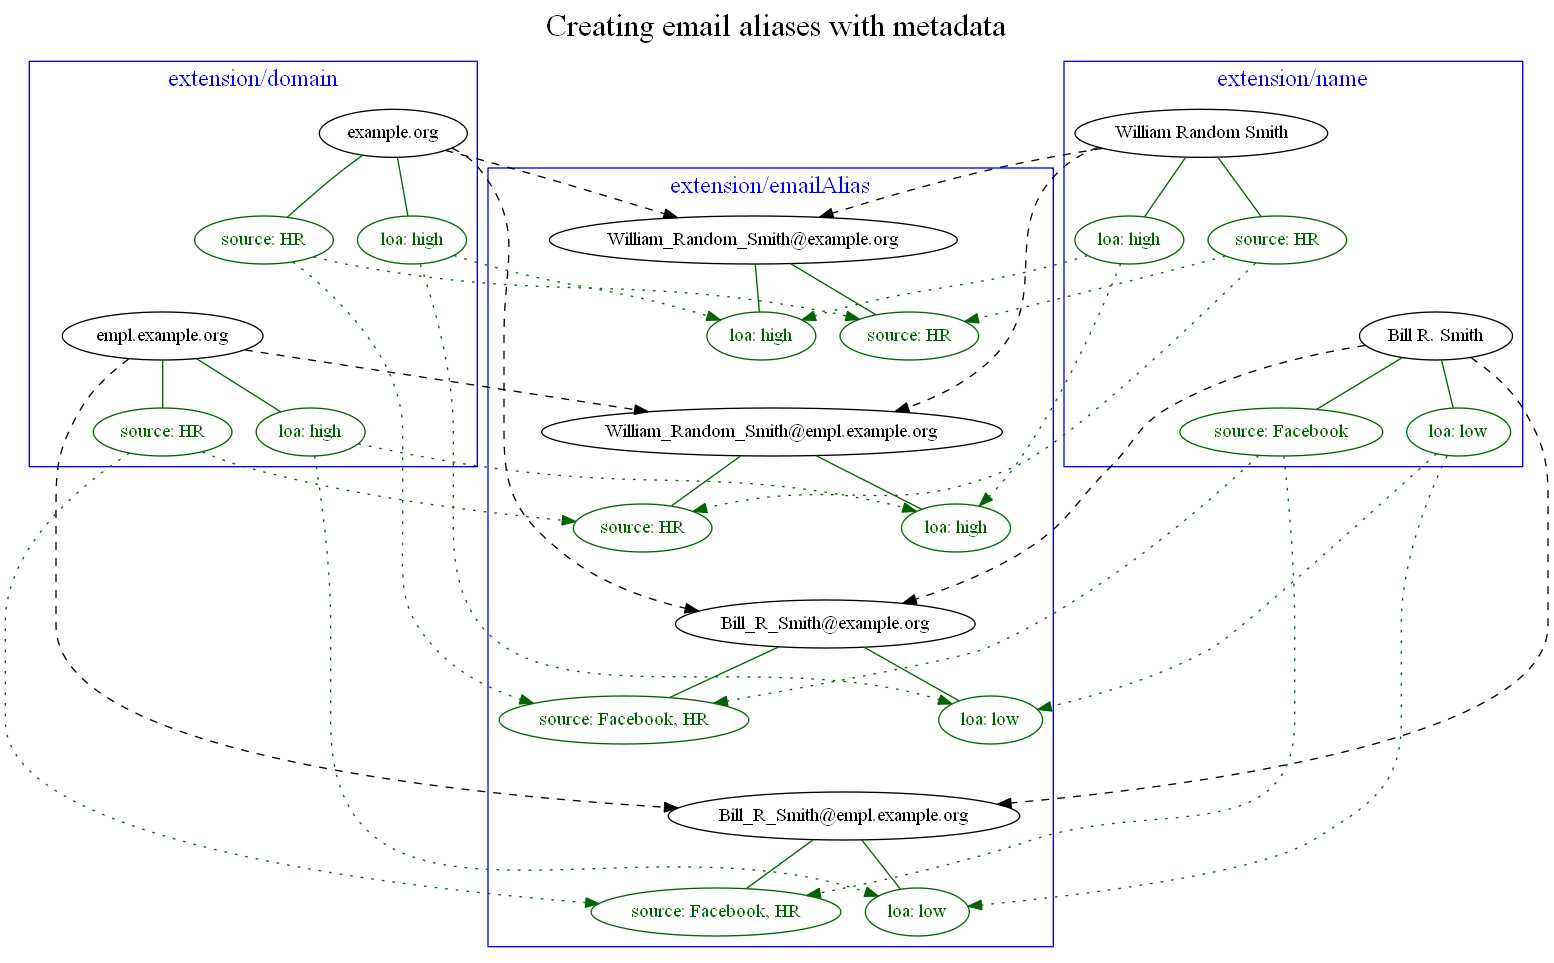 Creating email aliases with metadata
extension/domain
example.org
source: HR
loa: high
empl.example.org
source: HR
loa: high
extension/emailAlias
William_Random_Smith@example.org
loa: high
source: HR
William_Random_Smith@empl.example.org
source: HR
loa: high
Bill_R_Smith@example.org
source: Facebook, HR
loa: low
Bill_R_Smith@empl.example.org
source: Facebook, HR
loa: low
extension/name
William Random Smith
loa: high
source: HR
Bill R. Smith
source: Facebook
loa: low